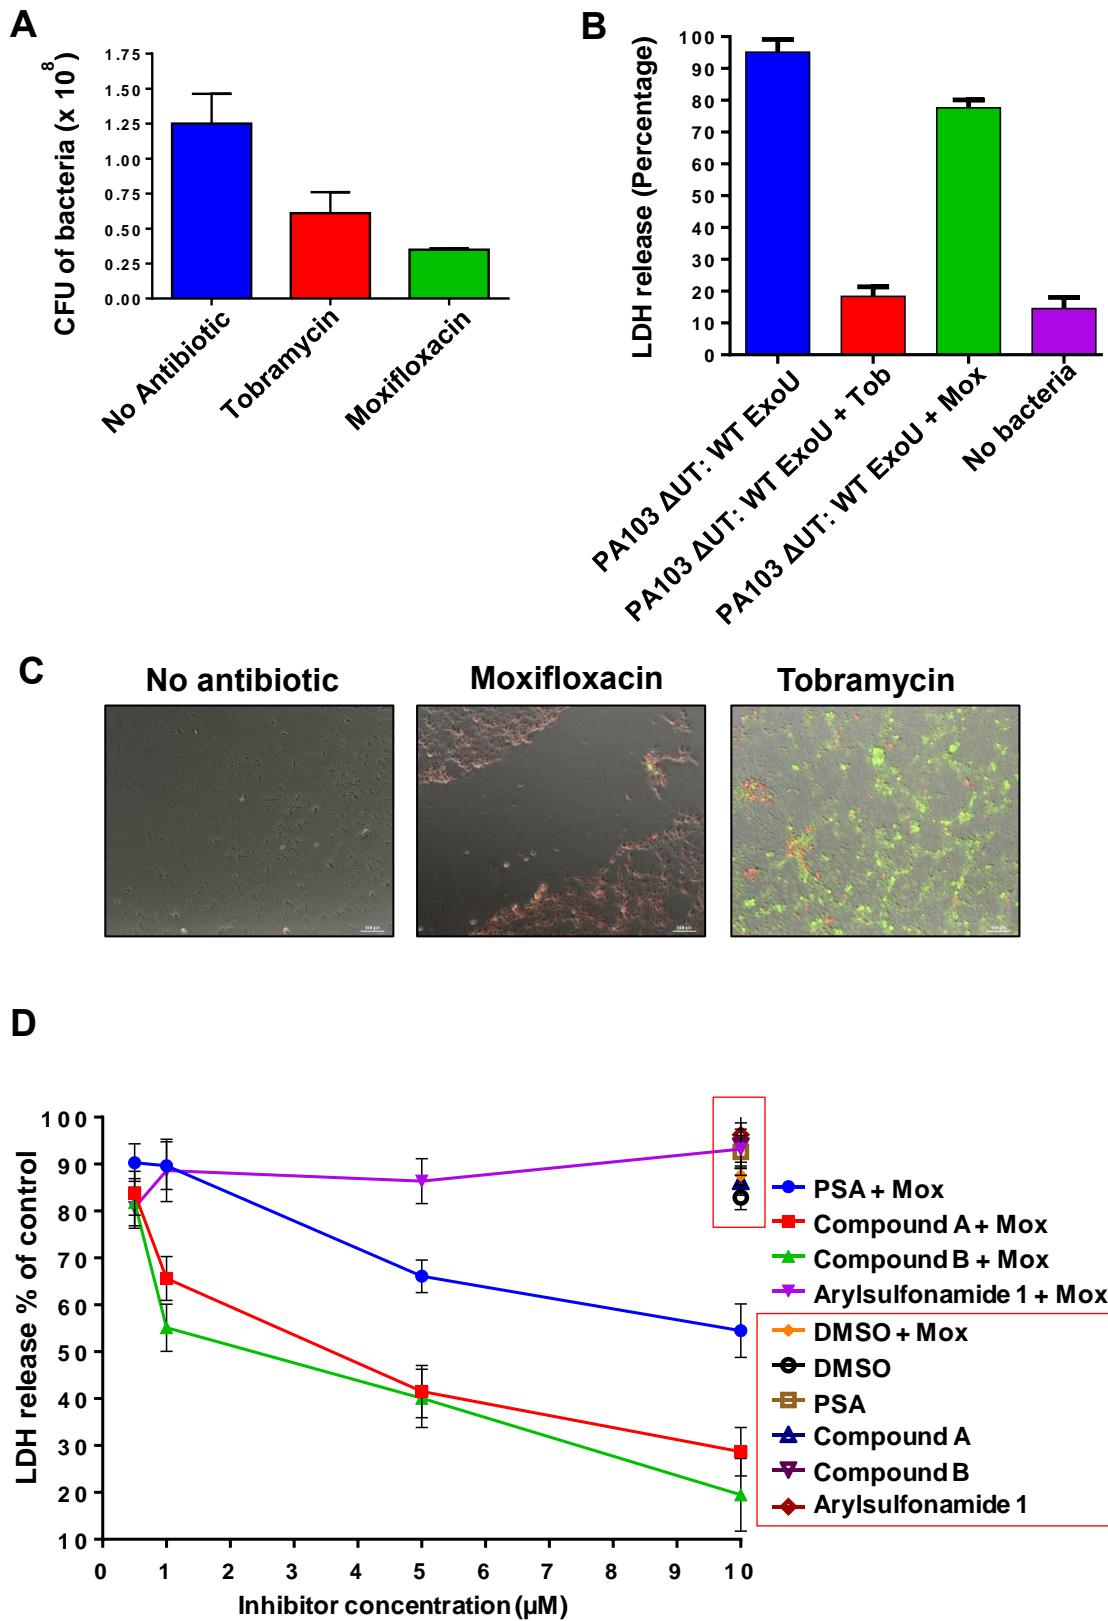 A
CFU of bacteria (x 10⁸)
1.75
1.50
1.25
1.00
0.75
0.50
0.25
0.00
No Antibiotic
Tobramycin
Moxifloxacin
B
LDH release (Percentage)
100
90
80
70
60
50
40
30
20
10
0
PA103 ΔUT: WT ExoU
PA103 ΔUT: WT ExoU + Tob
PA103 ΔUT: WT ExoU + Mox
No bacteria
C
No antibiotic
Moxifloxacin
Tobramycin
D
LDH release % of control
100
90
80
70
60
50
40
30
20
10
0 1 2 3 4 5 6 7 8 9 10
Inhibitor concentration (µM)
PSA + Mox
Compound A + Mox
Compound B + Mox
Arylsulfonamide 1 + Mox
DMSO + Mox
DMSO
PSA
Compound A
Compound B
Arylsulfonamide 1